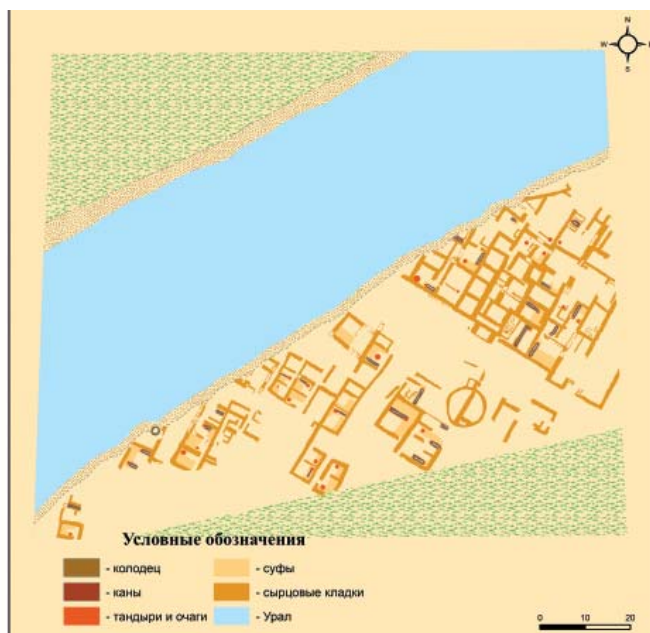 N
W
S
Условные обозначения
- колодец
- суфы
- каны
- сырцовые кладки
- тандыри и очаги
- Урал
0 10 20